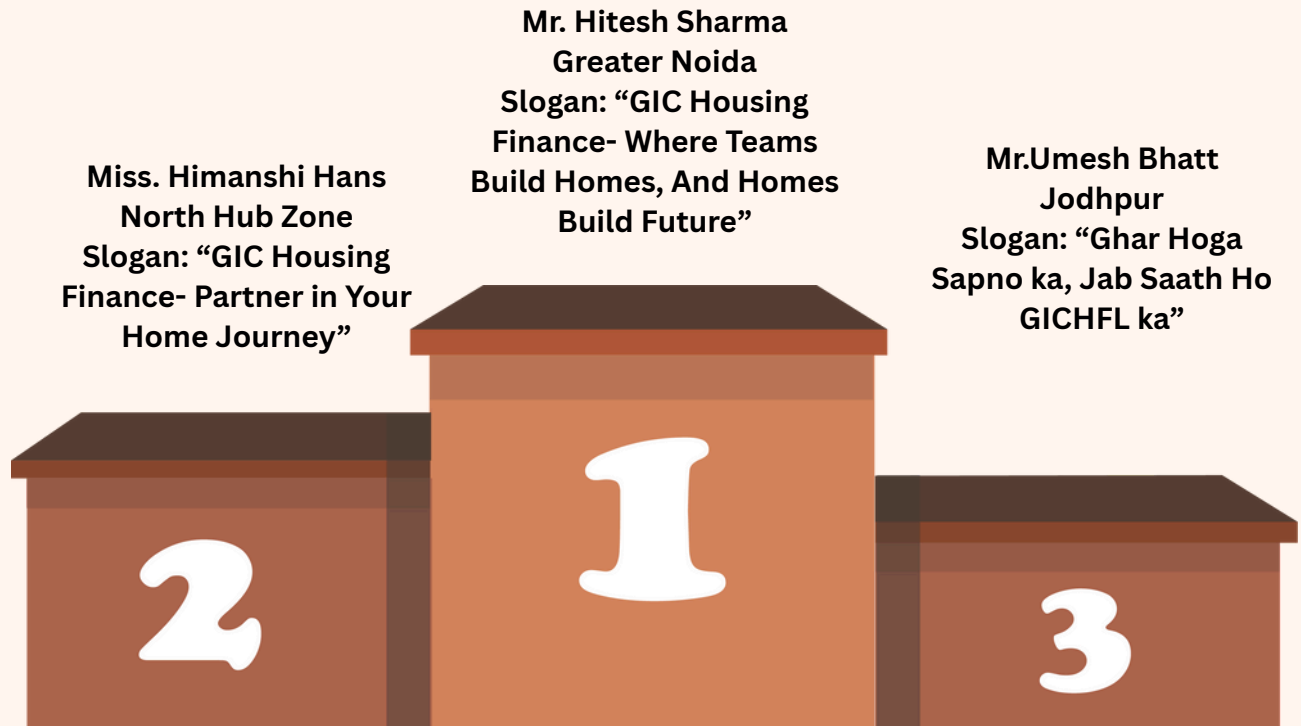 Mr. Hitesh Sharma
Greater Noida
Slogan: “GIC Housing
Finance- Where Teams
Build Homes, And Homes
Build Future”
Miss. Himanshi Hans
North Hub Zone
Slogan: “GIC Housing
Finance- Partner in Your
Home Journey”
Mr.Umesh Bhatt
Jodhpur
Slogan: “Ghar Hoga
Sapno ka, Jab Saath Ho
GICHFL ka”
1
2
3